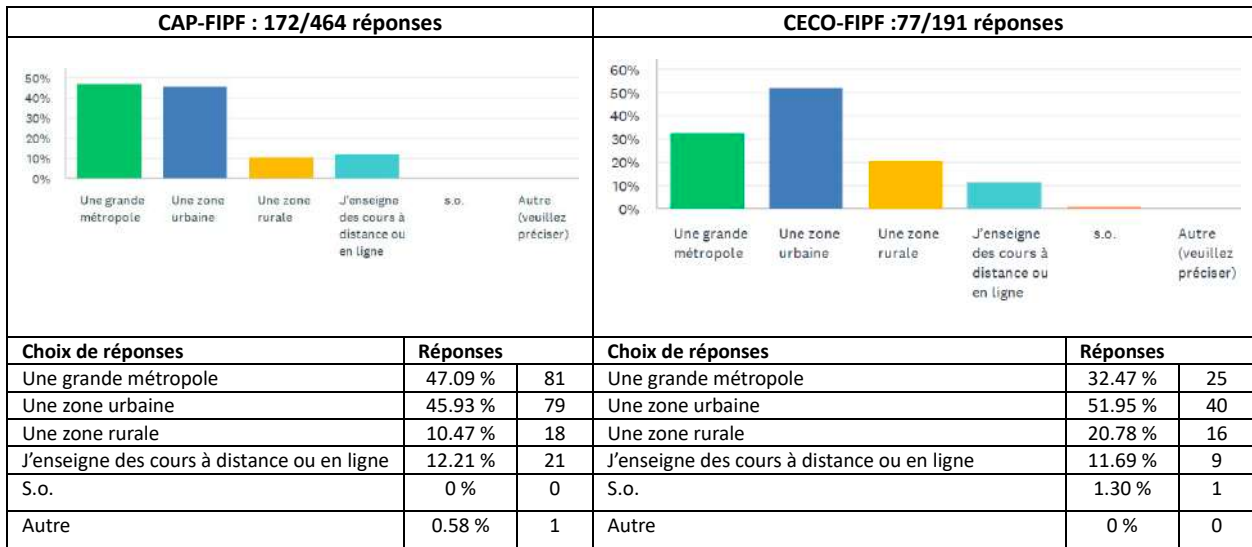 CAP-FIPF : 172/464 réponses
CECO-FIPF :77/191 réponses
50%
40%
30%
20%
10%
0%
Une grande
métropole
Une zone
urbaine
Une zone
rurale
J'enseigne
des cours à
distance ou
en ligne
s.o.
Autre
(veuillez
préciser)
60%
50%
40%
30%
20%
10%
0%
Une grande
métropole
Une zone
urbaine
Une zone
rurale
J'enseigne
des cours à
distance ou
en ligne
s.o.
Autre
(veuillez
préciser)
Choix de réponses Réponses Choix de réponses Réponses
Une grande métropole 47.09 % 81 Une grande métropole 32.47 % 25
Une zone urbaine 45.93 % 79 Une zone urbaine 51.95 % 40
Une zone rurale 10.47 % 18 Une zone rurale 20.78 % 16
J'enseigne des cours à distance ou en ligne 12.21 % 21 J'enseigne des cours à distance ou en ligne 11.69 % 9
S.o. 0 % 0 S.o. 1.30 % 1
Autre 0.58 % 1 Autre 0 % 0